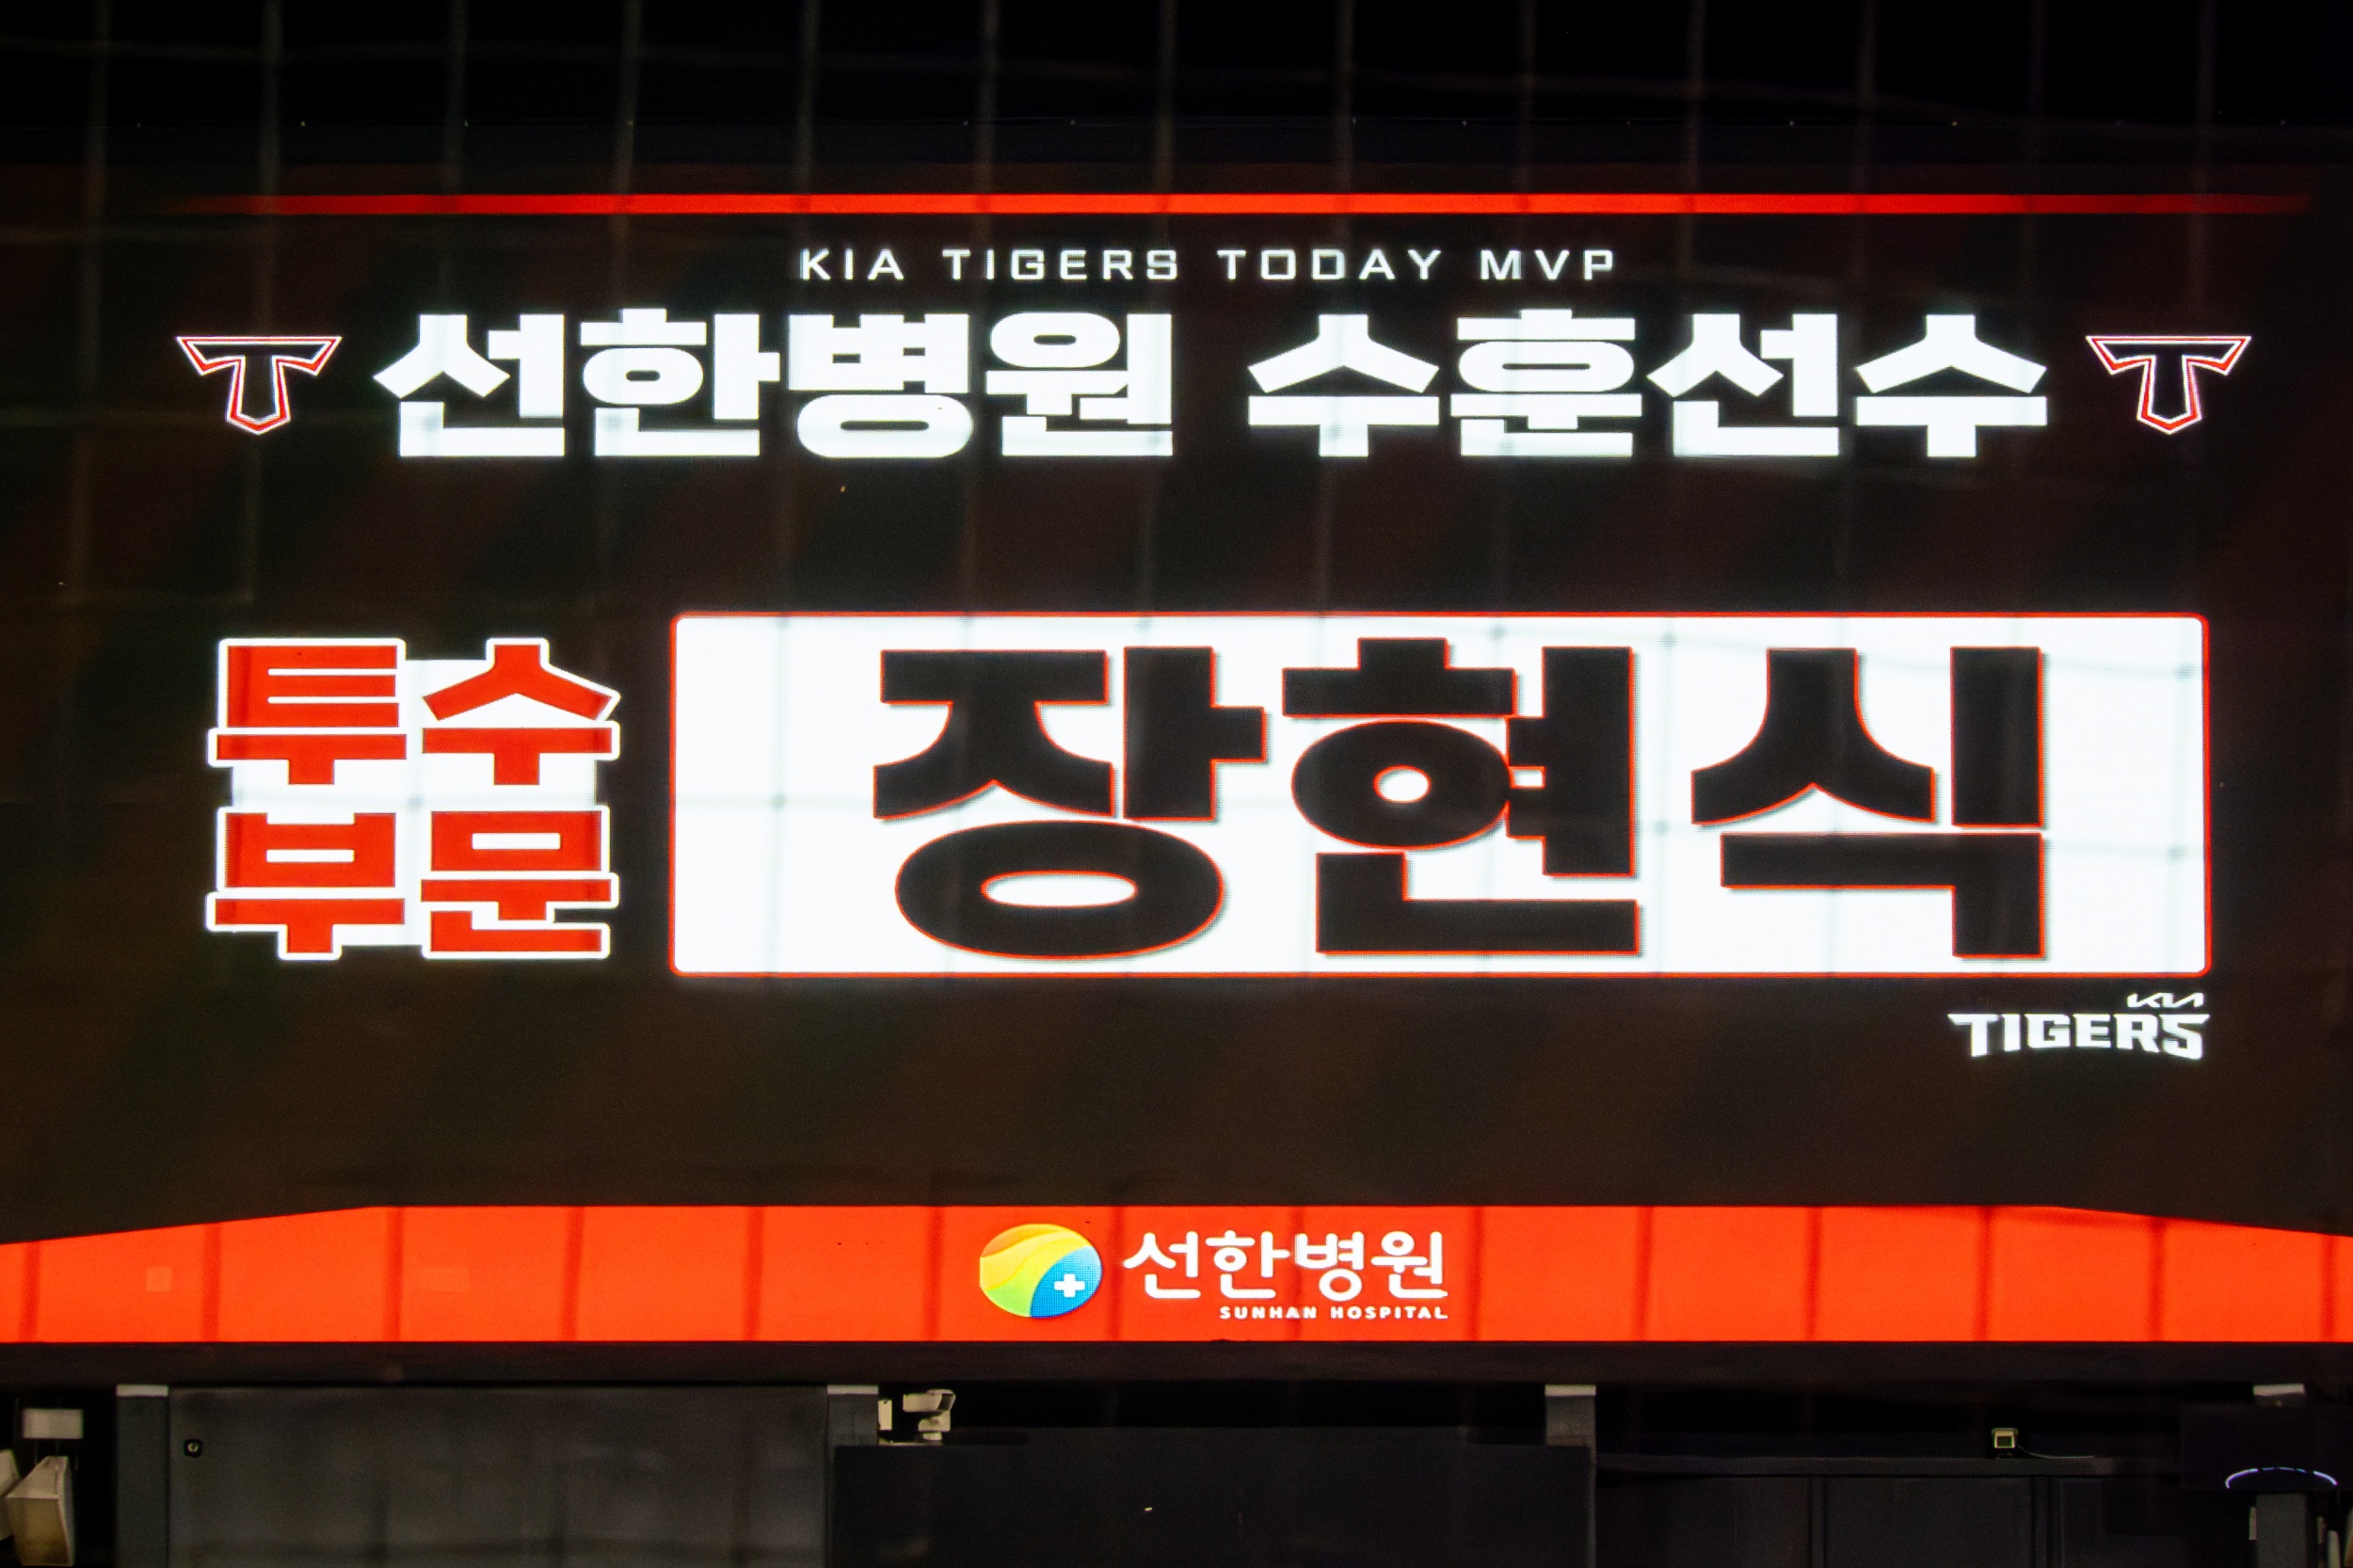 KIA TIGERS TODAY MVP
T 선한병원 수훈선수 T
투수
부문
장현식
KIA
TIGERS
선한병원
SUNHAN HOSPITAL